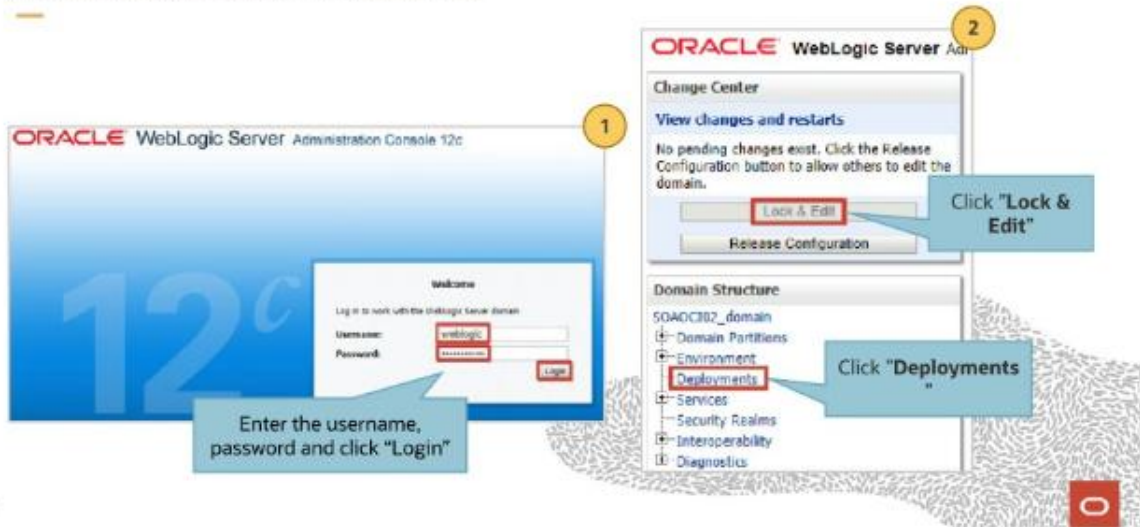 1
ORACLE WebLogic Server Administration Console 12c
12c
Welcome
Log in to work with the WebLogic Server domain
Username: weblogic
Password:
Login
Enter the username,
password and click "Login"
2
ORACLE WebLogic Server
Change Center
View changes and restarts
No pending changes exist. Click the Release
Configuration button to allow others to edit the
domain.
Lock & Edit
Release Configuration
Click "Lock &
Edit"
Domain Structure
SOAOCI02_domain
Domain Partitions
Environment
Deployments
Services
Security Realms
Interoperability
Diagnostics
Click "Deployments
"